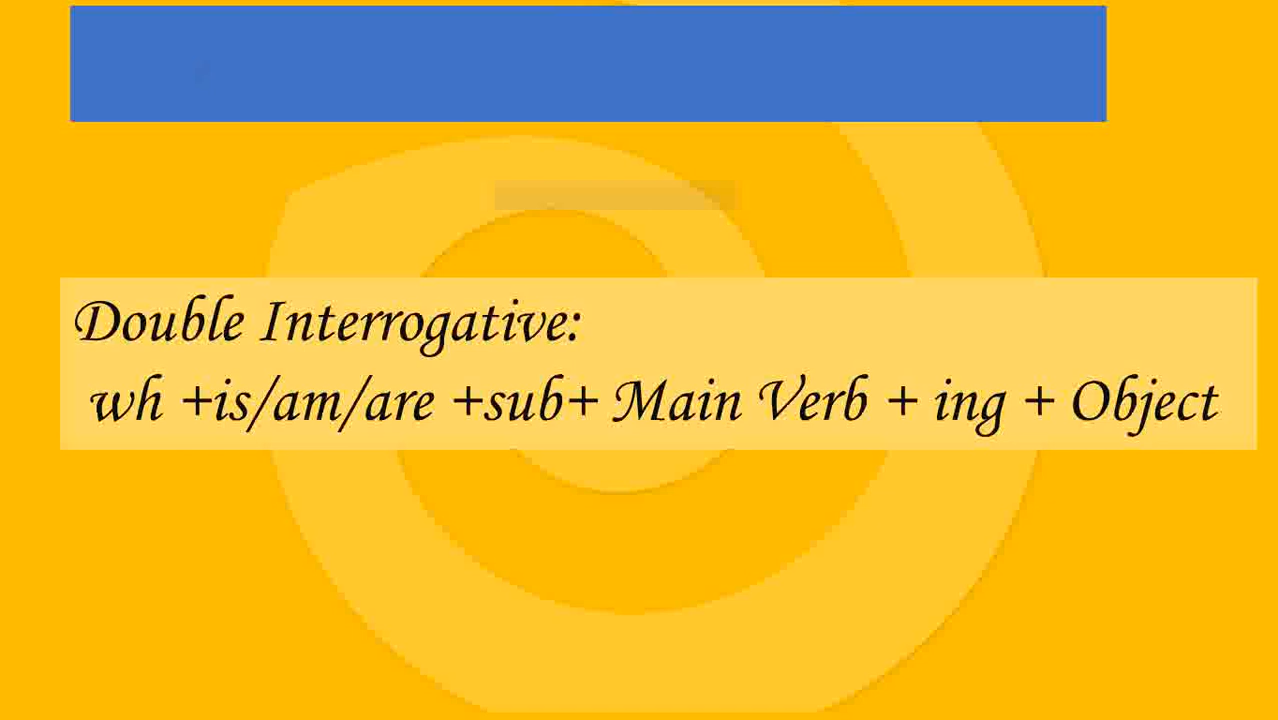 Double Interrogative:
wh +is/am/are +sub+ Main Verb + ing + Object